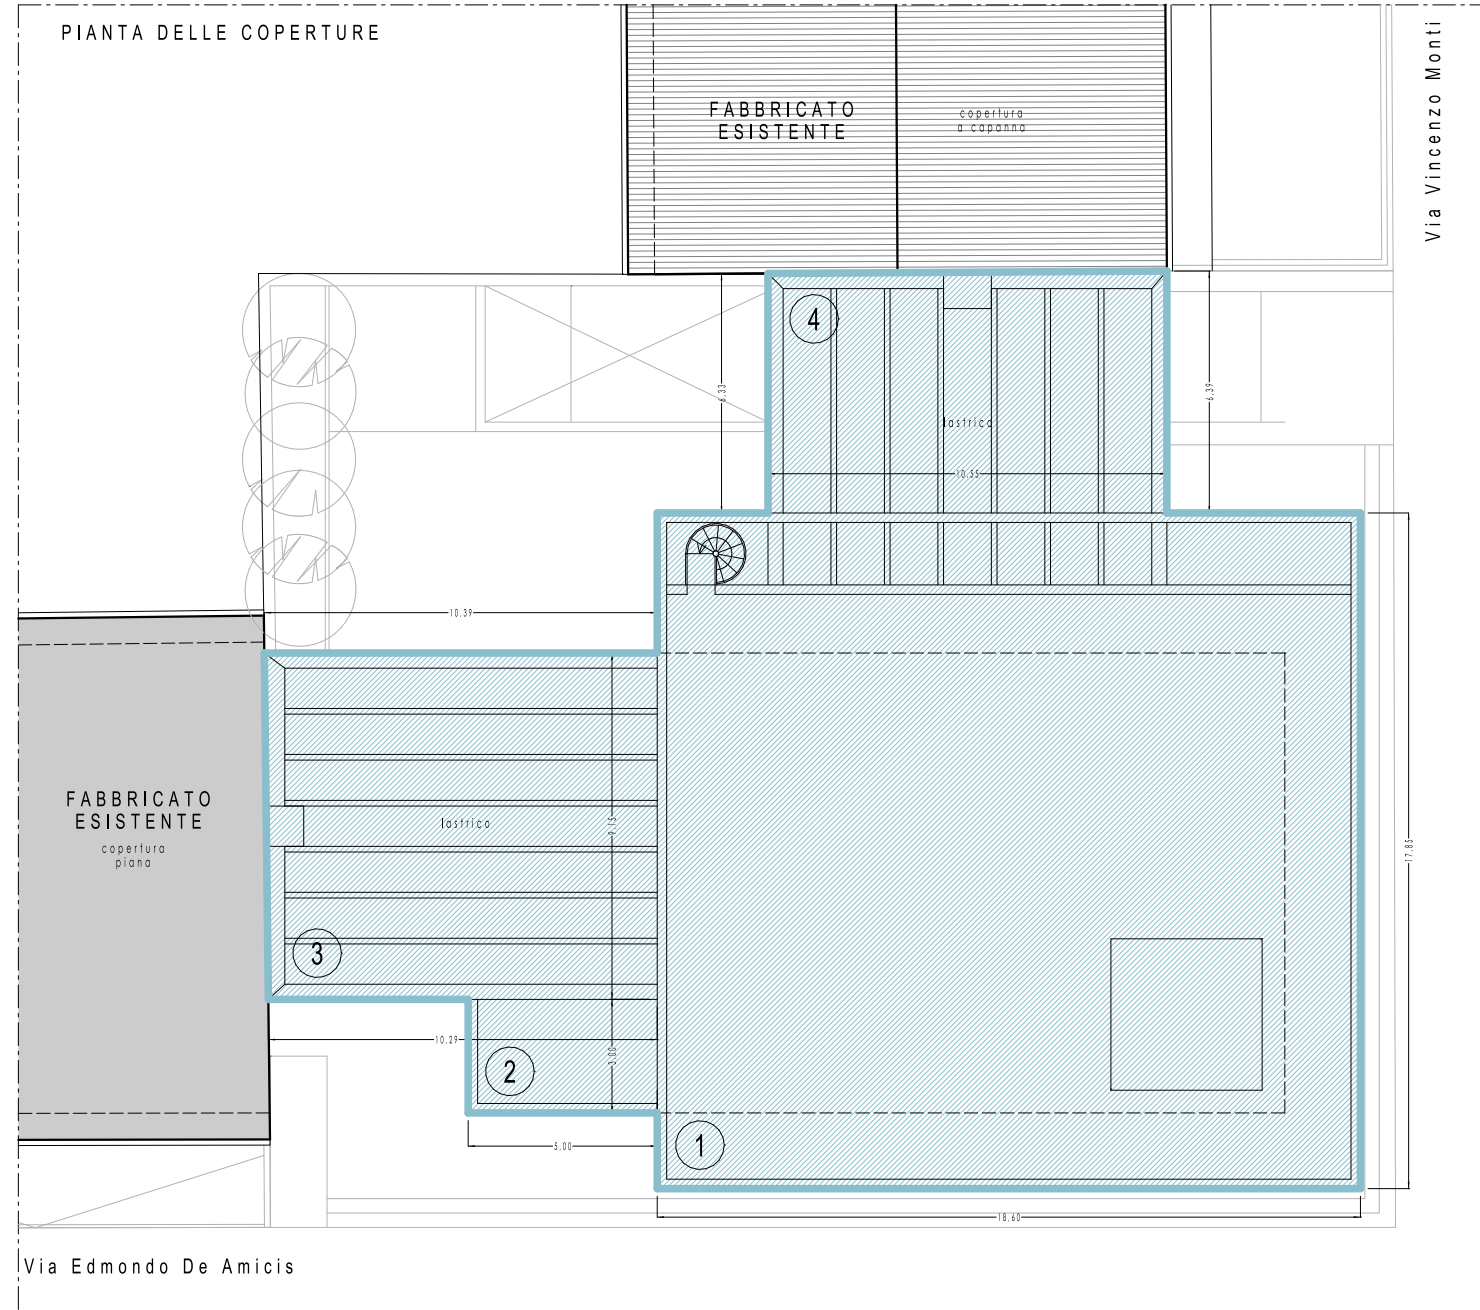 PIANTA DELLE COPERTURE
Via Vincenzo Monti
FABBRICATO
ESISTENTE
copertura
a capanna
4
6,33
6,39
lastrico
10,55
10,39
FABBRICATO
ESISTENTE
copertura
piana
lastrico
9,15
17,85
3
10,29
3,00
2
5,00
1
18,60
Via Edmondo De Amicis